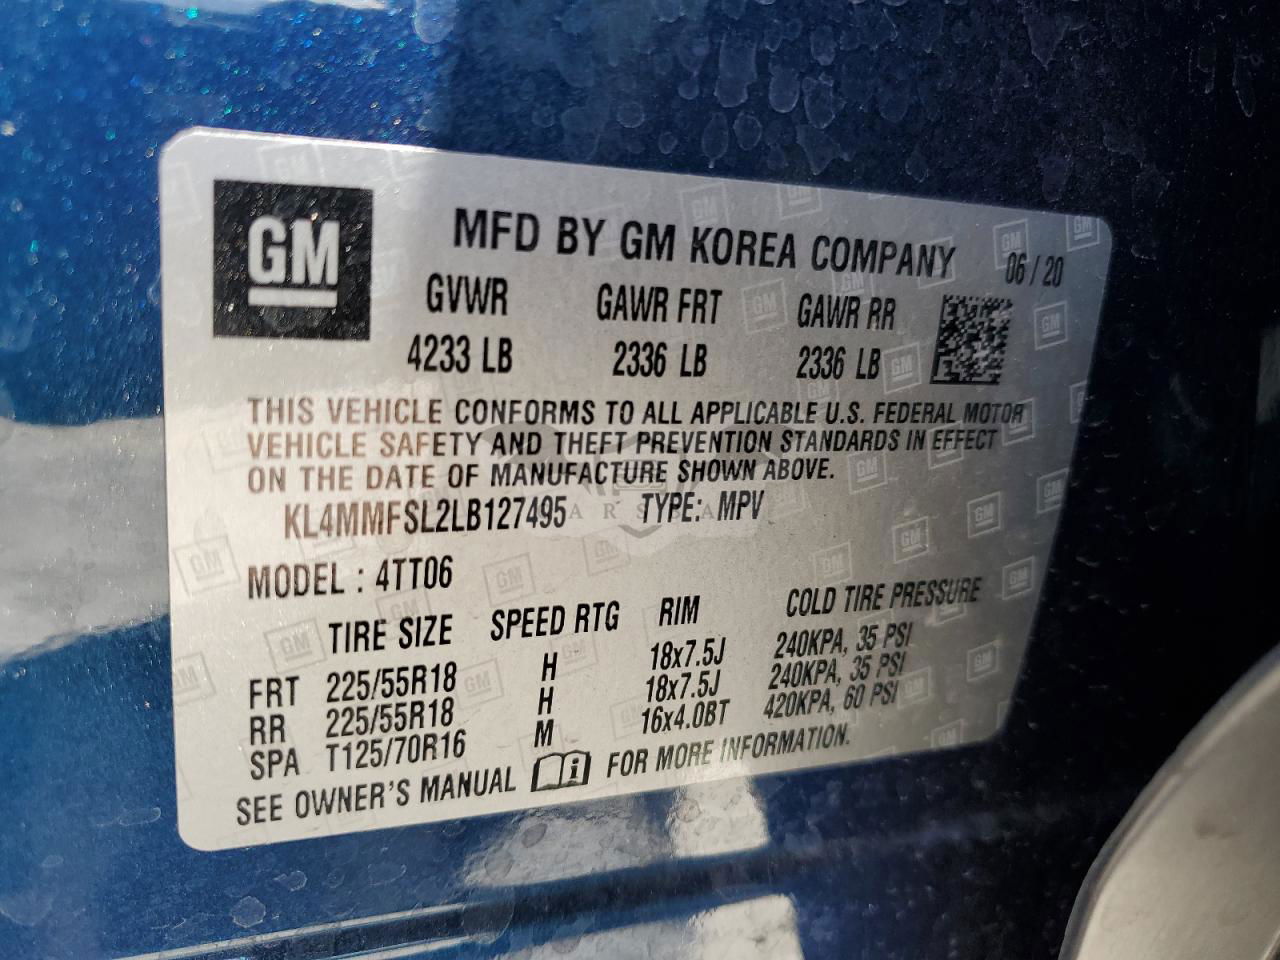 GM
MFD BY GM KOREA COMPANY 06 / 20
GVWR GAWR FRT GAWR RR
4233 LB 2336 LB 2336 LB
THIS VEHICLE CONFORMS TO ALL APPLICABLE U.S. FEDERAL MOTOR
VEHICLE SAFETY AND THEFT PREVENTION STANDARDS IN EFFECT
ON THE DATE OF MANUFACTURE SHOWN ABOVE.
KL4MMFSL2LB127495 TYPE: MPV
MODEL : 4TT06
TIRE SIZE SPEED RTG RIM COLD TIRE PRESSURE
FRT 225/55R18 H 18x7.5J 240KPA, 35 PSI
RR 225/55R18 H 18x7.5J 240KPA, 35 PSI
SPA T125/70R16 M 16x4.0BT 420KPA, 60 PSI
SEE OWNER'S MANUAL i FOR MORE INFORMATION.